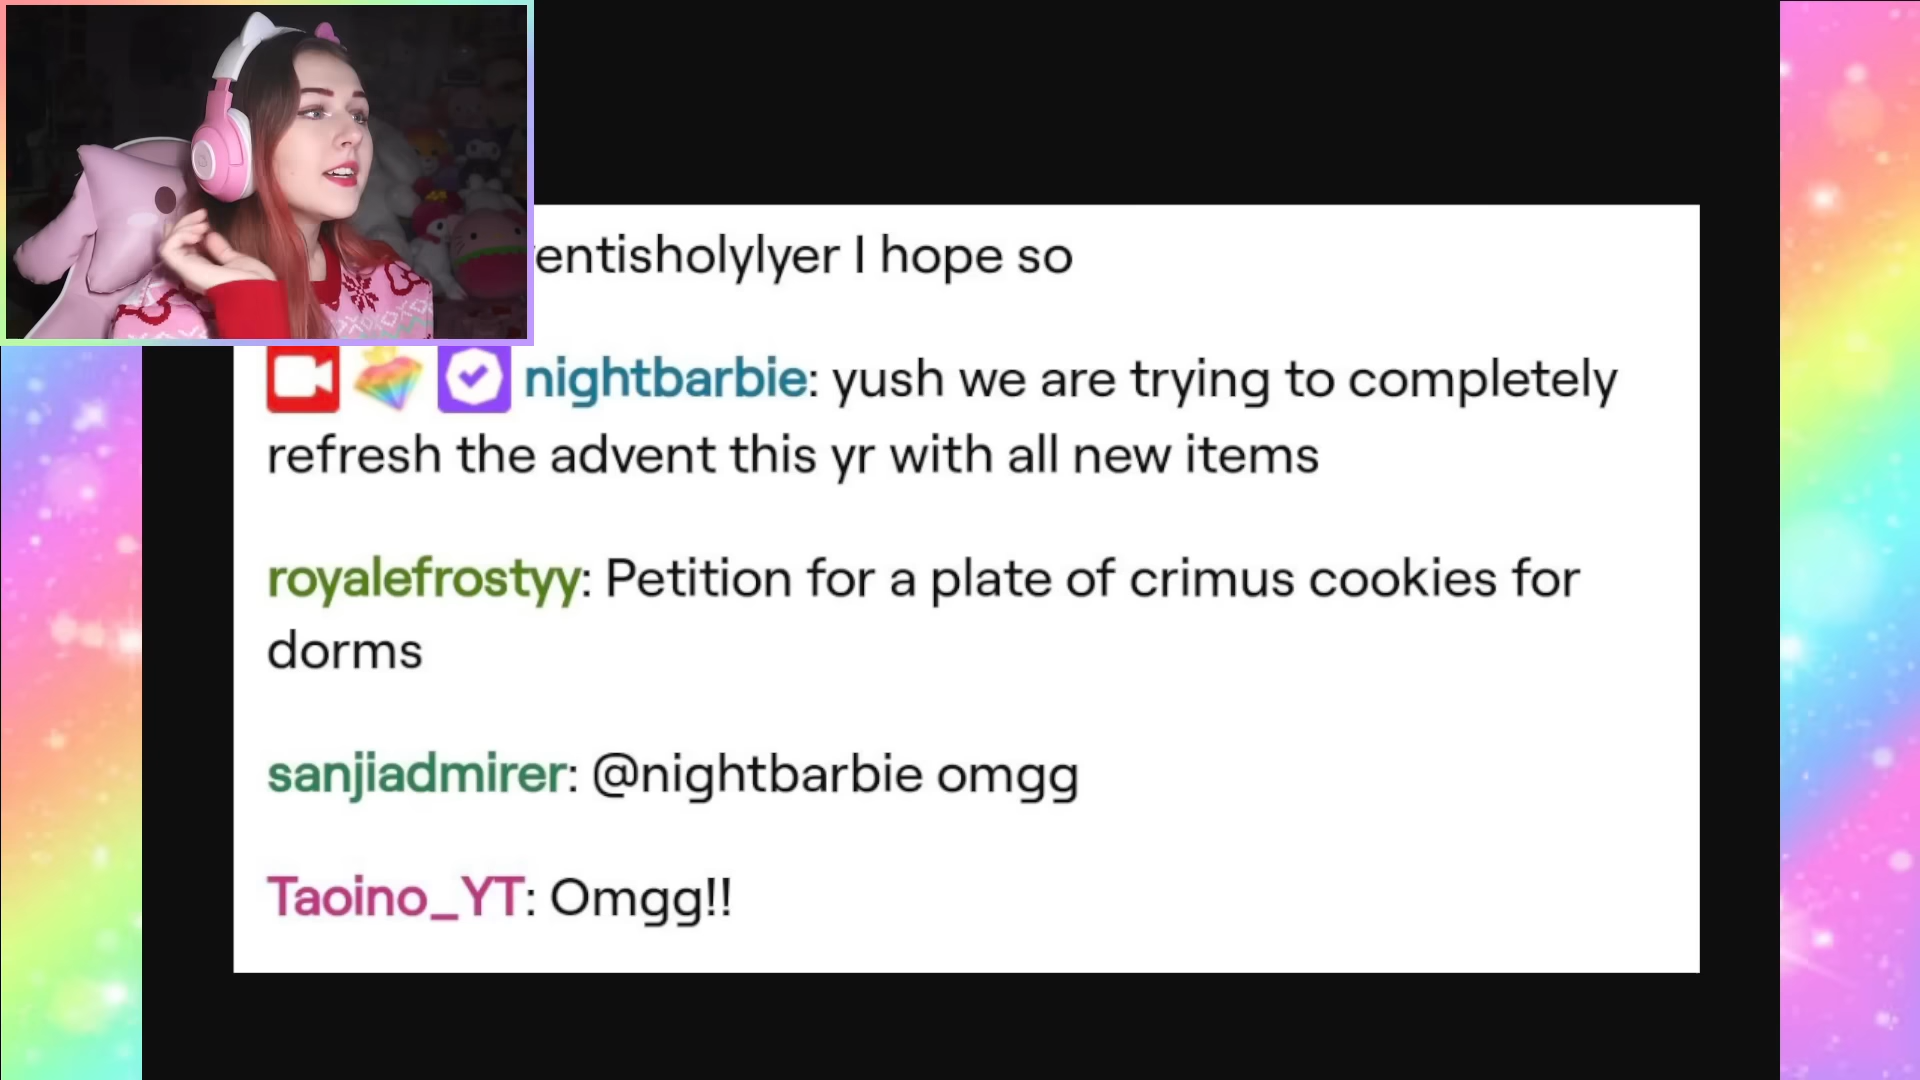 I hope so
nightbarbie: yush we are trying to completely
refresh the advent this yr with all new items
royalefrostyy: Petition for a plate of crimus cookies for
dorms
sanjiadmirer: @nightbarbie omgg
Taoino_YT: Omgg!!